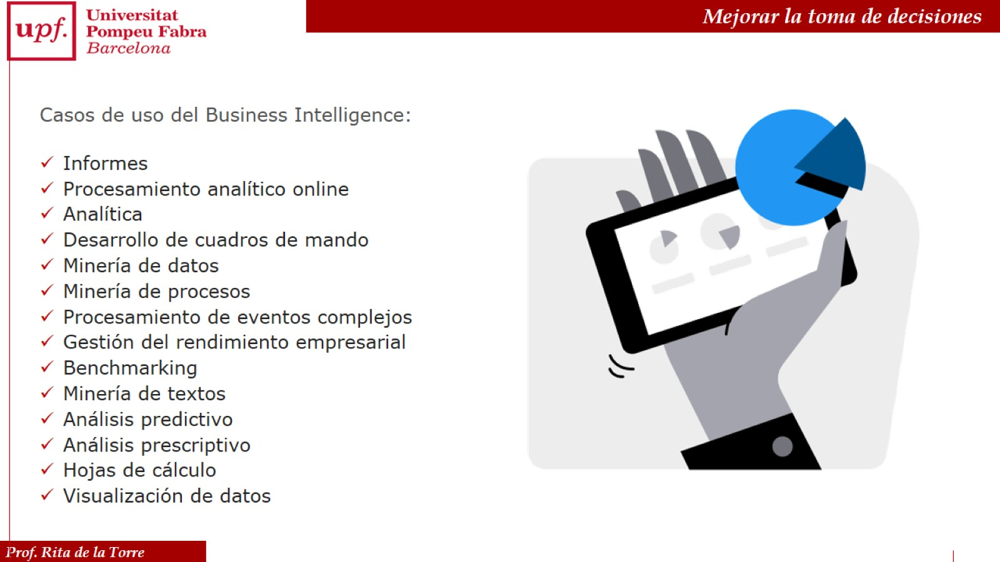 upf.
Universitat
Pompeu Fabra
Barcelona
Mejorar la toma de decisiones
Casos de uso del Business Intelligence:
✓ Informes
✓ Procesamiento analítico online
✓ Analítica
✓ Desarrollo de cuadros de mando
✓ Minería de datos
✓ Minería de procesos
✓ Procesamiento de eventos complejos
✓ Gestión del rendimiento empresarial
✓ Benchmarking
✓ Minería de textos
✓ Análisis predictivo
✓ Análisis prescriptivo
✓ Hojas de cálculo
✓ Visualización de datos
Prof. Rita de la Torre